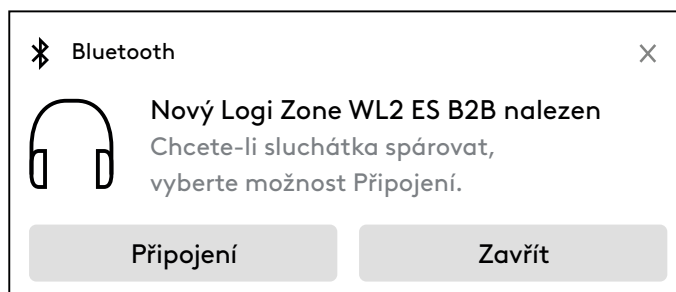 Bluetooth
Nový Logi Zone WL2 ES B2B nalezen
Chcete-li sluchátka spárovat,
vyberte možnost Připojení.
Připojení
Zavřít